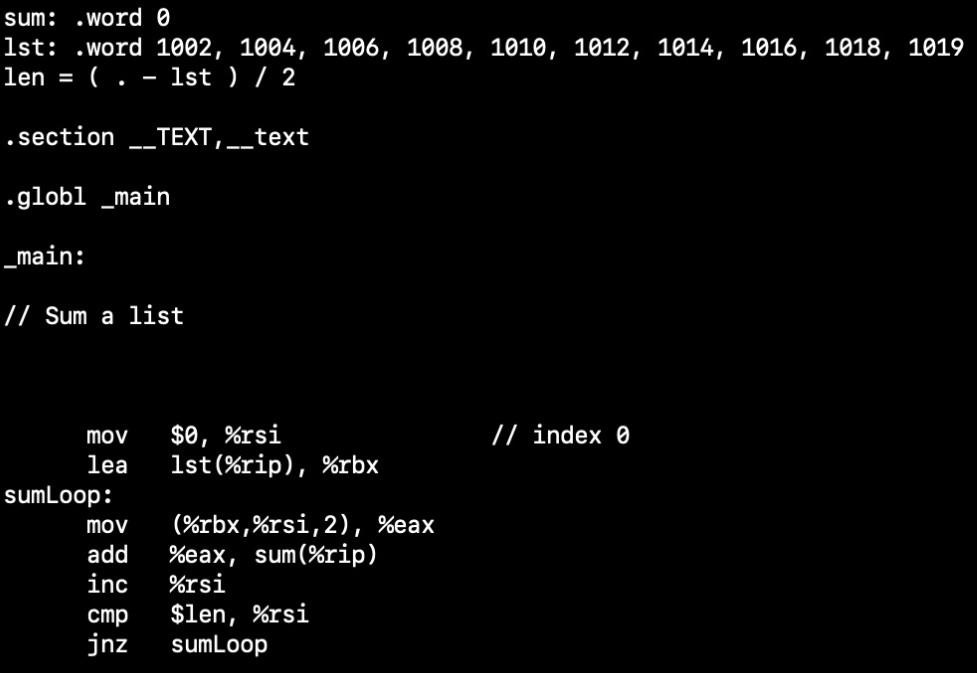 sum: .word 0
lst: .word 1002, 1004, 1006, 1008, 1010, 1012, 1014, 1016, 1018, 1019
len = ( . - lst ) / 2
.section __TEXT,__text
.globl _main
_main:
// Sum a list
mov $0, %rsi // index 0
lea lst(%rip), %rbx
sumLoop:
mov (%rbx,%rsi,2), %eax
add %eax, sum(%rip)
inc %rsi
cmp $len, %rsi
jnz sumLoop